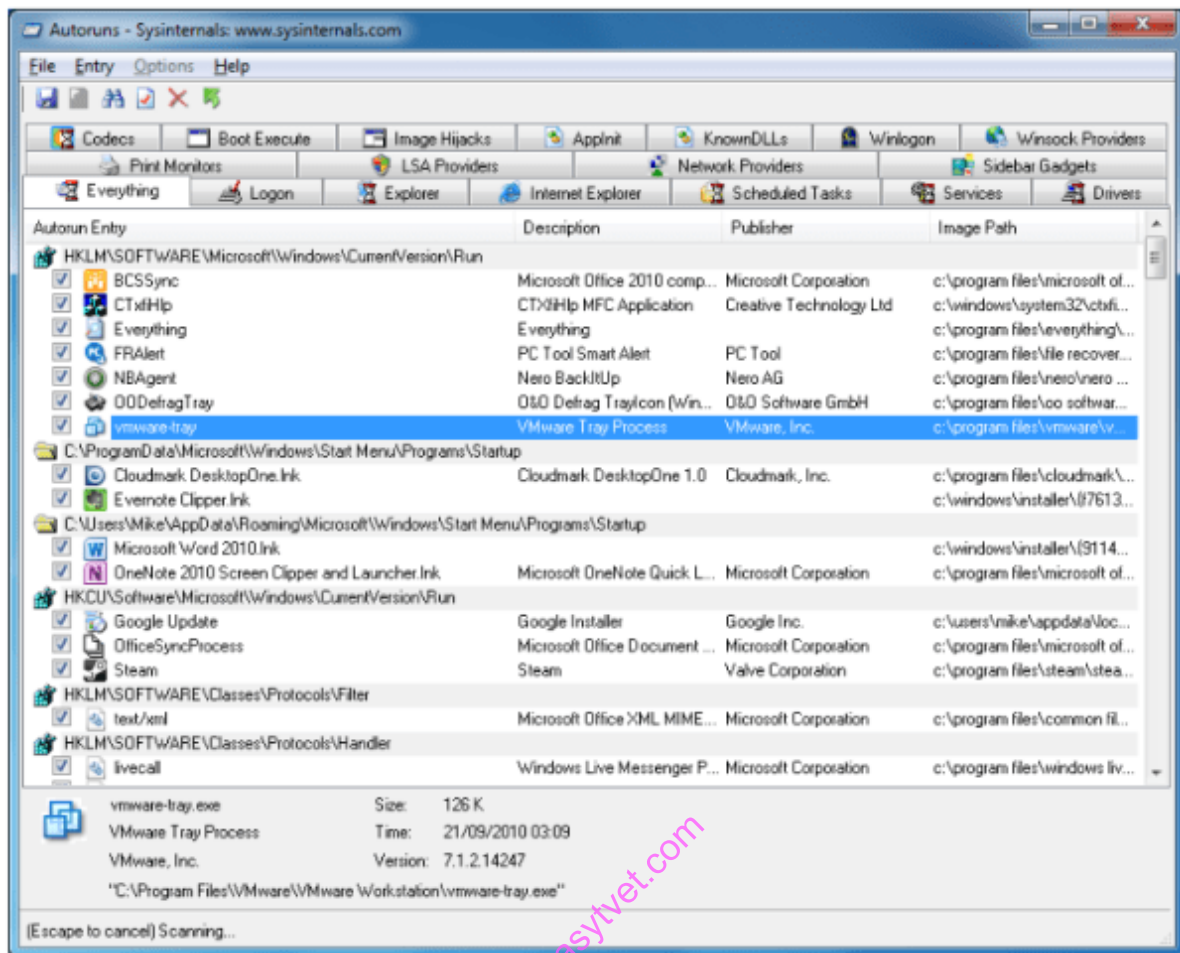 Autoruns - Sysinternals: www.sysinternals.com
File Entry Options Help
Codecs Boot Execute Image Hijacks AppInit KnownDLLs Winlogon Winsock Providers
Print Monitors LSA Providers Network Providers Sidebar Gadgets
Everything Logon Explorer Internet Explorer Scheduled Tasks Services Drivers
Autorun Entry Description Publisher Image Path
HKLM\SOFTWARE\Microsoft\Windows\CurrentVersion\Run
BCSSync Microsoft Office 2010 comp... Microsoft Corporation c:\program files\microsoft of...
CTxfiHlp CTXfiHlp MFC Application Creative Technology Ltd c:\windows\system32\ctxfi...
Everything Everything c:\program files\everything\...
FRAlert PC Tool Smart Alert PC Tool c:\program files\file recover...
NBAgent Nero BackItUp Nero AG c:\program files\nero\nero ...
OODefragTray O&O Defrag TrayIcon (Win... O&O Software GmbH c:\program files\oo softwar...
vmware-tray VMware Tray Process VMware, Inc. c:\program files\vmware\v...
C:\ProgramData\Microsoft\Windows\Start Menu\Programs\Startup
Cloudmark DesktopOne.lnk Cloudmark DesktopOne 1.0 Cloudmark, Inc. c:\program files\cloudmark\...
Evernote Clipper.lnk c:\windows\installer\{f7613...
C:\Users\Mike\AppData\Roaming\Microsoft\Windows\Start Menu\Programs\Startup
Microsoft Word 2010.lnk c:\windows\installer\{9114...
OneNote 2010 Screen Clipper and Launcher.lnk Microsoft OneNote Quick L... Microsoft Corporation c:\program files\microsoft of...
HKCU\Software\Microsoft\Windows\CurrentVersion\Run
Google Update Google Installer Google Inc. c:\users\mike\appdata\loc...
OfficeSyncProcess Microsoft Office Document ... Microsoft Corporation c:\program files\microsoft of...
Steam Steam Valve Corporation c:\program files\steam\stea...
HKLM\SOFTWARE\Classes\Protocols\Filter
text/xml Microsoft Office XML MIME... Microsoft Corporation c:\program files\common fil...
HKLM\SOFTWARE\Classes\Protocols\Handler
livecall Windows Live Messenger P... Microsoft Corporation c:\program files\windows liv...
vmware-tray.exe Size: 126 K
VMware Tray Process Time: 21/09/2010 03:09
VMware, Inc. Version: 7.1.2.14247
"C:\Program Files\VMware\VMware Workstation\vmware-tray.exe"
(Escape to cancel) Scanning...
asytvet.com